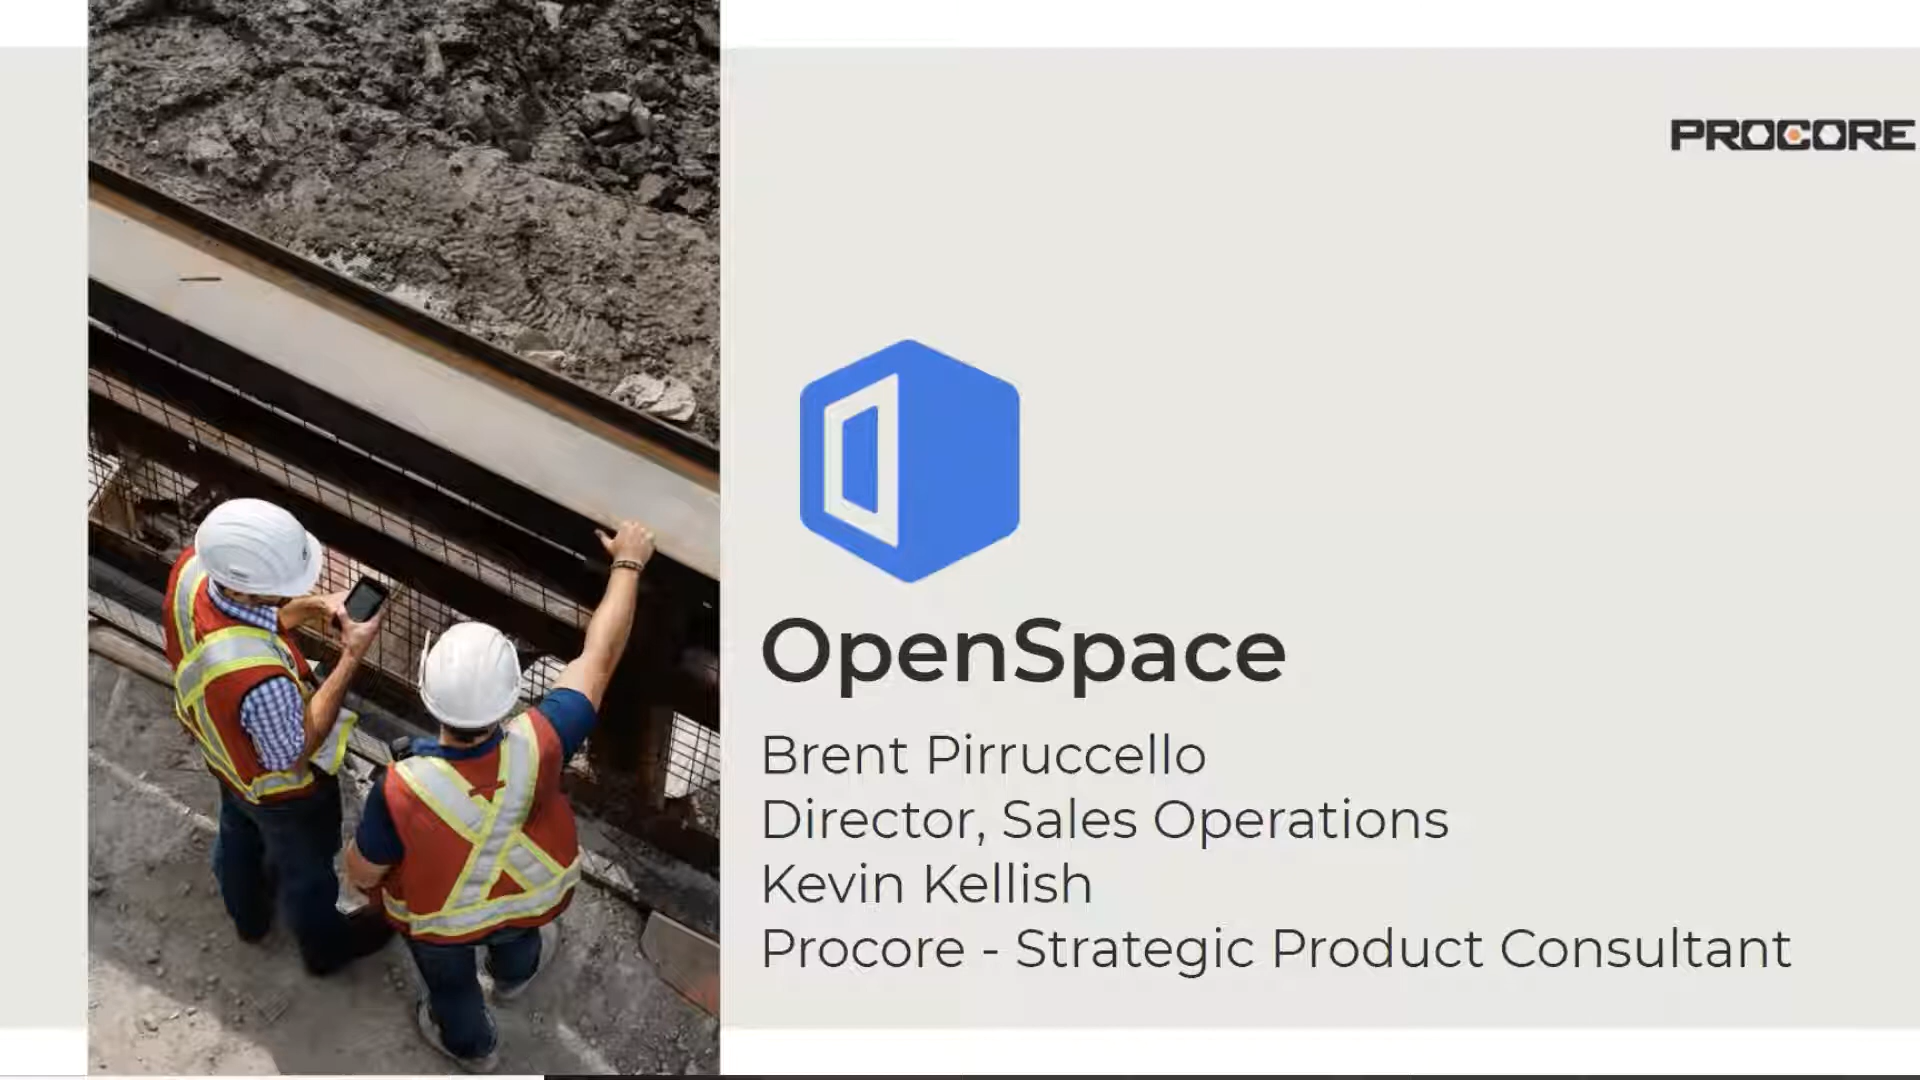 PROCORE
OpenSpace
Brent Pirruccello
Director, Sales Operations
Kevin Kellish
Procore - Strategic Product Consultant